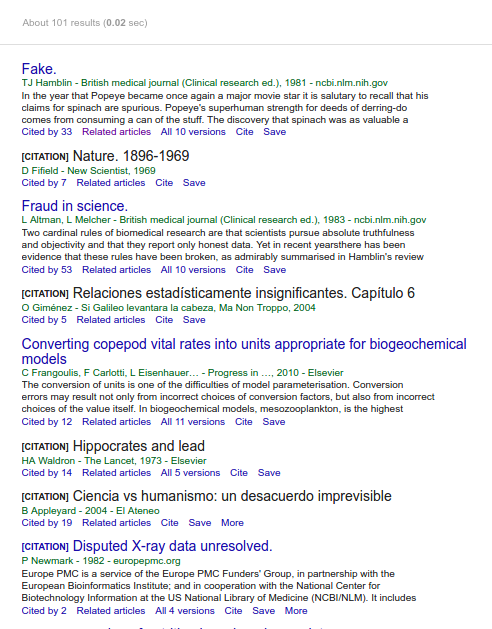 About 101 results (0.02 sec)
Fake.
TJ Hamblin - British medical journal (Clinical research ed.), 1981 - ncbi.nlm.nih.gov
In the year that Popeye became once again a major movie star it is salutary to recall that his
claims for spinach are spurious. Popeye's superhuman strength for deeds of derring-do
comes from consuming a can of the stuff. The discovery that spinach was as valuable a
Cited by 33 Related articles All 10 versions Cite Save
[CITATION] Nature. 1896-1969
D Fifield - New Scientist, 1969
Cited by 7 Related articles Cite Save
Fraud in science.
L Altman, L Melcher - British medical journal (Clinical research ed.), 1983 - ncbi.nlm.nih.gov
Two cardinal rules of biomedical research are that scientists pursue absolute truthfulness
and objectivity and that they report only honest data. Yet in recent yearsthere has been
evidence that these rules have been broken, as admirably summarised in Hamblin's review
Cited by 53 Related articles All 10 versions Cite Save
[CITATION] Relaciones estadísticamente insignificantes. Capítulo 6
O Giménez - Si Galileo levantara la cabeza, Ma Non Troppo, 2004
Cited by 5 Related articles Cite Save
Converting copepod vital rates into units appropriate for biogeochemical
models
C Frangoulis, F Carlotti, L Eisenhauer… - Progress in …, 2010 - Elsevier
The conversion of units is one of the difficulties of model parameterisation. Conversion
errors may result not only from incorrect choices of conversion factors, but also from incorrect
choices of the value itself. In biogeochemical models, mesozooplankton, is the highest
Cited by 12 Related articles All 11 versions Cite Save
[CITATION] Hippocrates and lead
HA Waldron - The Lancet, 1973 - Elsevier
Cited by 14 Related articles All 5 versions Cite Save
[CITATION] Ciencia vs humanismo: un desacuerdo imprevisible
B Appleyard - 2004 - El Ateneo
Cited by 19 Related articles Cite Save More
[CITATION] Disputed X-ray data unresolved.
P Newmark - 1982 - europepmc.org
Europe PMC is a service of the Europe PMC Funders' Group, in partnership with the
European Bioinformatics Institute; and in cooperation with the National Center for
Biotechnology Information at the US National Library of Medicine (NCBI/NLM). It includes
Cited by 2 Related articles All 4 versions Cite Save More